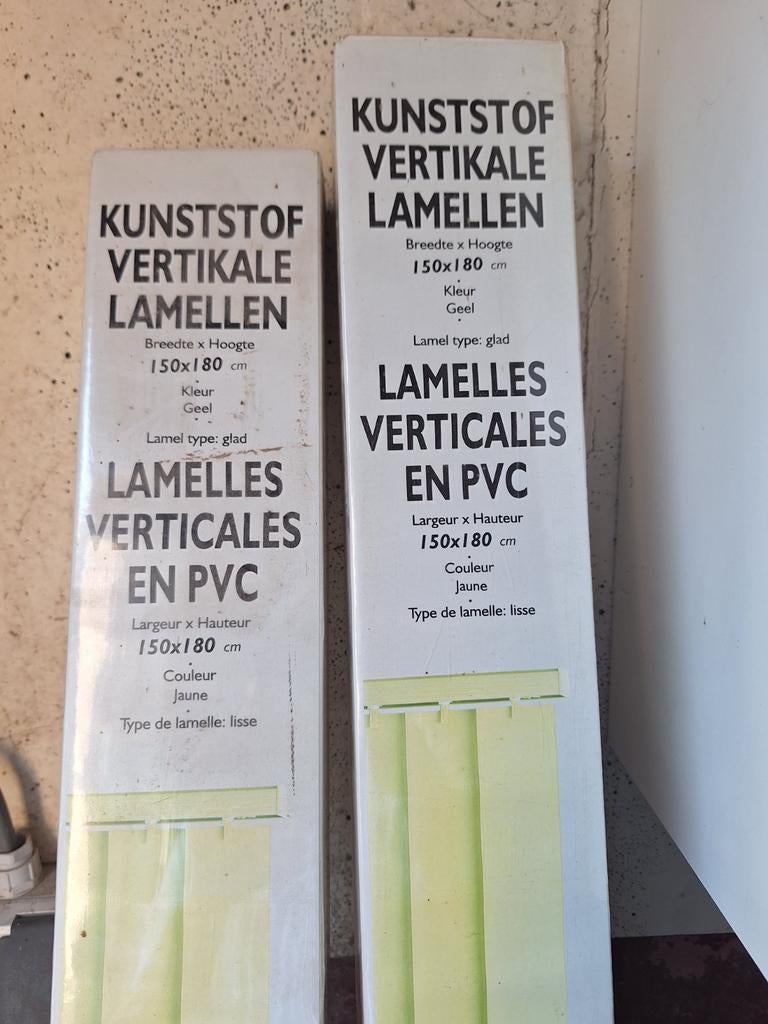 KUNSTSTOF
VERTIKALE
LAMELLEN
Breedte x Hoogte
150x180 cm
Kleur
Geel
Lamel type: glad
LAMELLES
VERTICALES
EN PVC
Largeur x Hauteur
150x180 cm
Couleur
Jaune
Type de lamelle: lisse
KUNSTSTOF
VERTIKALE
LAMELLEN
Breedte x Hoogte
150x180 cm
Kleur
Geel
Lamel type: glad
LAMELLES
VERTICALES
EN PVC
Largeur x Hauteur
150x180 cm
Couleur
Jaune
Type de lamelle: lisse